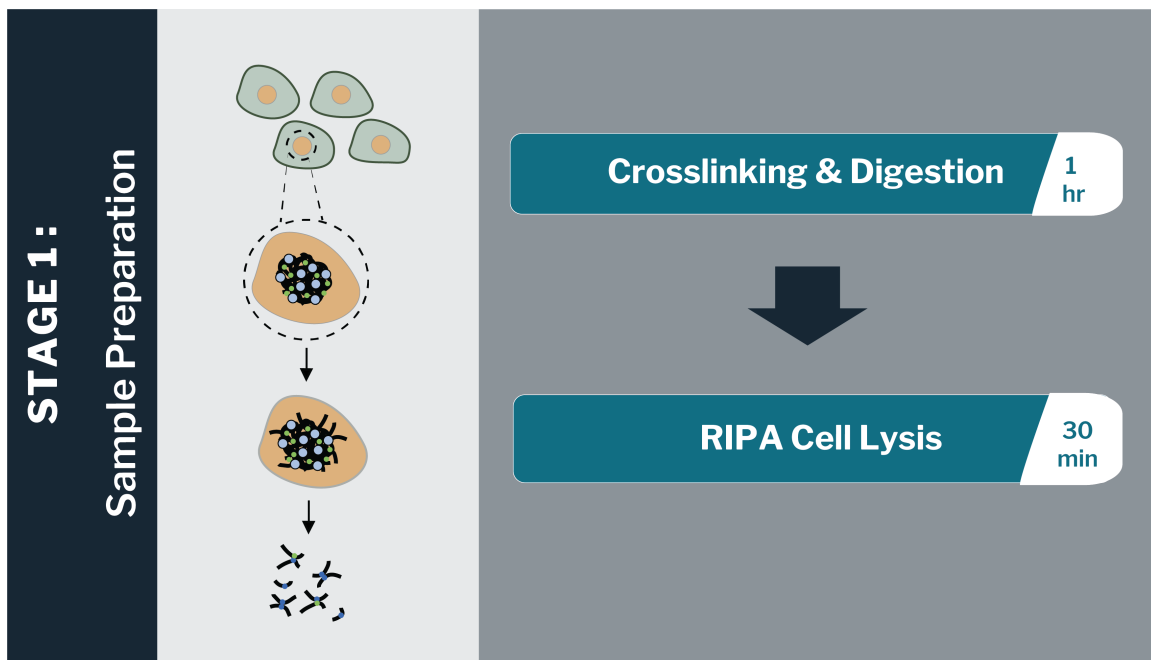 STAGE 1:
Sample Preparation
Crosslinking & Digestion
1
hr
RIPA Cell Lysis
30
min